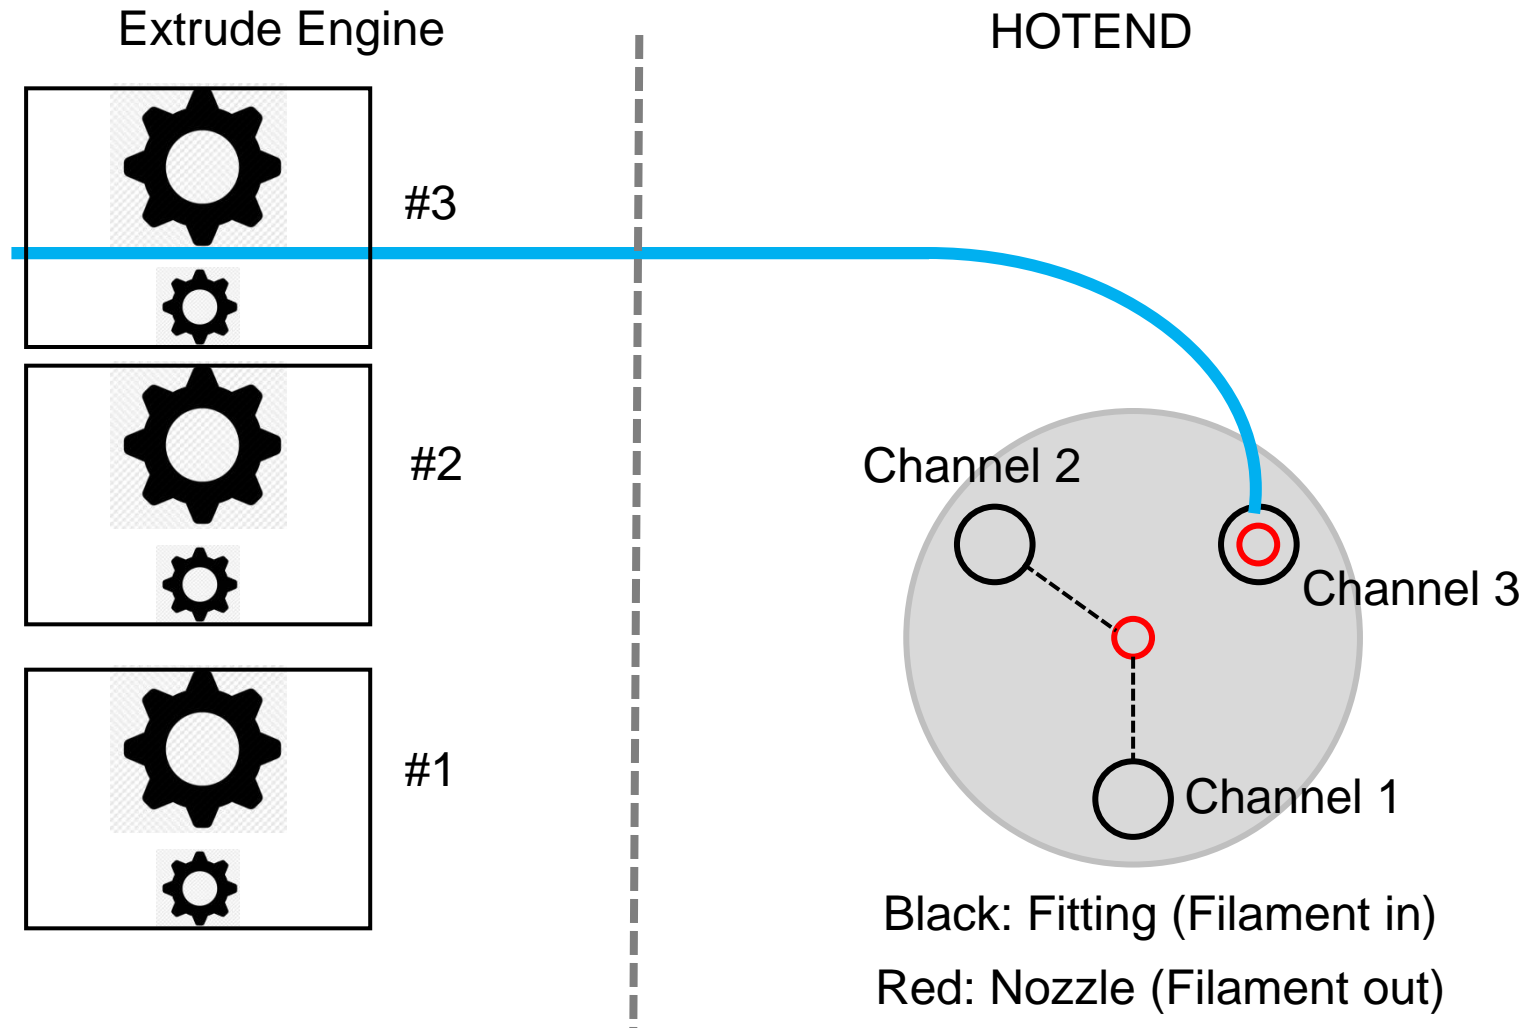 Extrude Engine
HOTEND
#3
#2
#1
Channel 2
Channel 3
Channel 1
Black: Fitting (Filament in)
Red: Nozzle (Filament out)